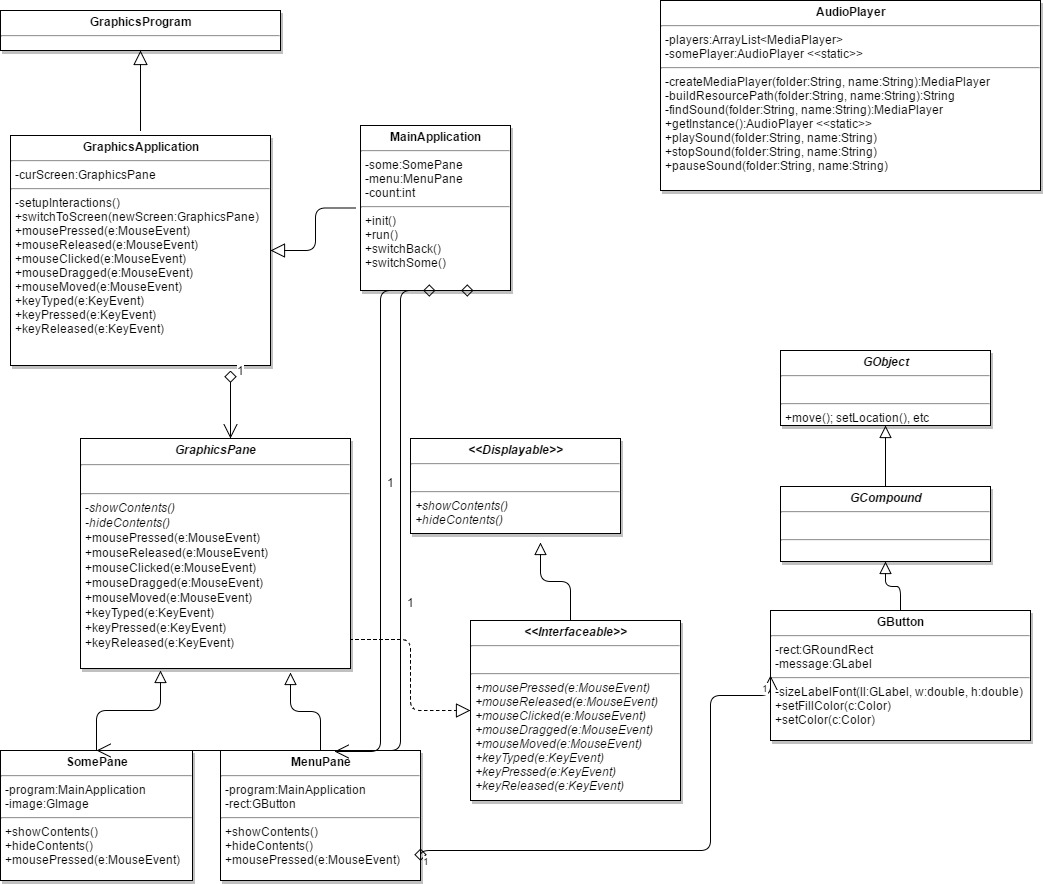 GraphicsProgram
AudioPlayer
-players:ArrayList<MediaPlayer>
-somePlayer:AudioPlayer <<static>>
-createMediaPlayer(folder:String, name:String):MediaPlayer
-buildResourcePath(folder:String, name:String):String
-findSound(folder:String, name:String):MediaPlayer
+getInstance():AudioPlayer <<static>>
+playSound(folder:String, name:String)
+stopSound(folder:String, name:String)
+pauseSound(folder:String, name:String)
GraphicsApplication
-curScreen:GraphicsPane
-setupInteractions()
+switchToScreen(newScreen:GraphicsPane)
+mousePressed(e:MouseEvent)
+mouseReleased(e:MouseEvent)
+mouseClicked(e:MouseEvent)
+mouseDragged(e:MouseEvent)
+mouseMoved(e:MouseEvent)
+keyTyped(e:KeyEvent)
+keyPressed(e:KeyEvent)
+keyReleased(e:KeyEvent)
1
MainApplication
-some:SomePane
-menu:MenuPane
-count:int
+init()
+run()
+switchBack()
+switchSome()
1
1
GObject
+move(); setLocation(), etc
GCompound
GraphicsPane
-showContents()
-hideContents()
+mousePressed(e:MouseEvent)
+mouseReleased(e:MouseEvent)
+mouseClicked(e:MouseEvent)
+mouseDragged(e:MouseEvent)
+mouseMoved(e:MouseEvent)
+keyTyped(e:KeyEvent)
+keyPressed(e:KeyEvent)
+keyReleased(e:KeyEvent)
<<Displayable>>
+showContents()
+hideContents()
<<Interfaceable>>
+mousePressed(e:MouseEvent)
+mouseReleased(e:MouseEvent)
+mouseClicked(e:MouseEvent)
+mouseDragged(e:MouseEvent)
+mouseMoved(e:MouseEvent)
+keyTyped(e:KeyEvent)
+keyPressed(e:KeyEvent)
+keyReleased(e:KeyEvent)
GButton
-rect:GRoundRect
-message:GLabel
1
-sizeLabelFont(ll:GLabel, w:double, h:double)
+setFillColor(c:Color)
+setColor(c:Color)
SomePane
-program:MainApplication
-image:GImage
+showContents()
+hideContents()
+mousePressed(e:MouseEvent)
MenuPane
-program:MainApplication
-rect:GButton
+showContents()
+hideContents()
+mousePressed(e:MouseEvent)
1